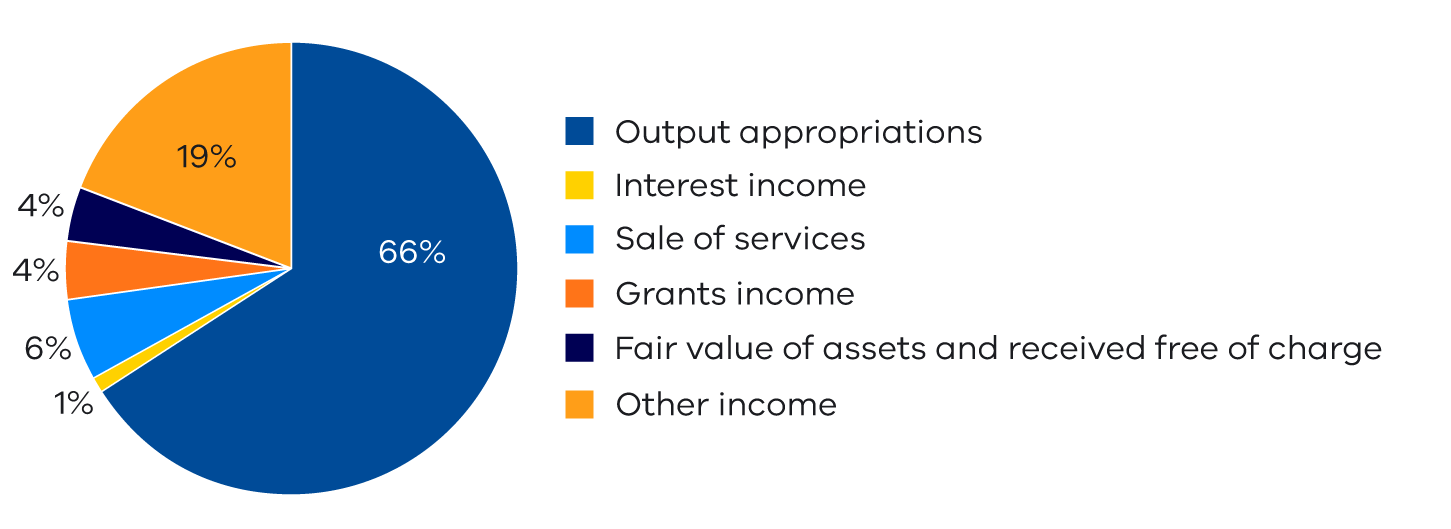 19%
66%
4%
4%
6%
1%
Output appropriations
Interest income
Sale of services
Grants income
Fair value of assets and received free of charge
Other income